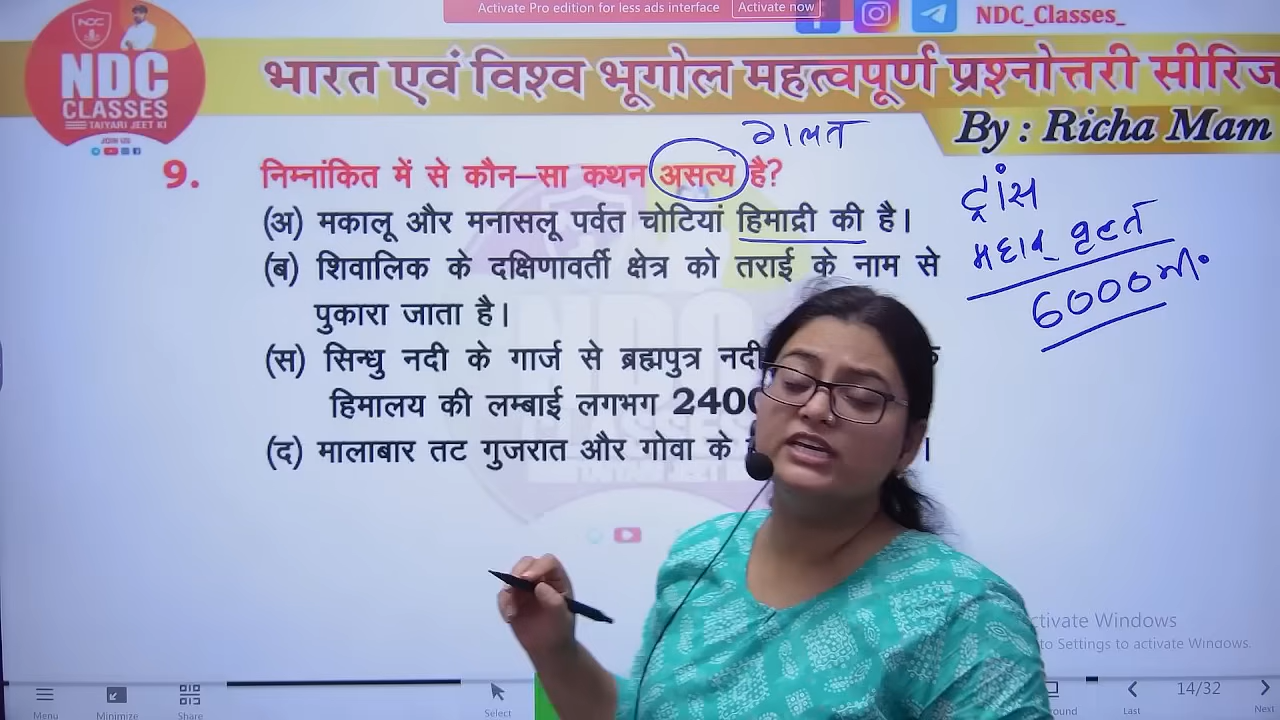 Activate Pro edition for less ads interface Activate now
NDC_Classes_
NDC
NDC
CLASSES
TAIYARI JEET KI
JOIN US
भारत एवं विश्व भूगोल महत्वपूर्ण प्रश्नोत्तरी सीरिज
By : Richa Mam
गलत
9. निम्नांकित में से कौन–सा कथन असत्य है?
(अ) मकालू और मनासलू पर्वत चोटियां हिमाद्री की है।
(ब) शिवालिक के दक्षिणावर्ती क्षेत्र को तराई के नाम से
पुकारा जाता है।
(स) सिन्धु नदी के गार्ज से ब्रह्मपुत्र नदी
हिमालय की लम्बाई लगभग 2400
(द) मालाबार तट गुजरात और गोवा के
ट्रांस
महान वृहत
6000मी.
Activate Windows
to Settings to activate Windows.
Menu
Minimize
Share
Select
Last
14/32
Next